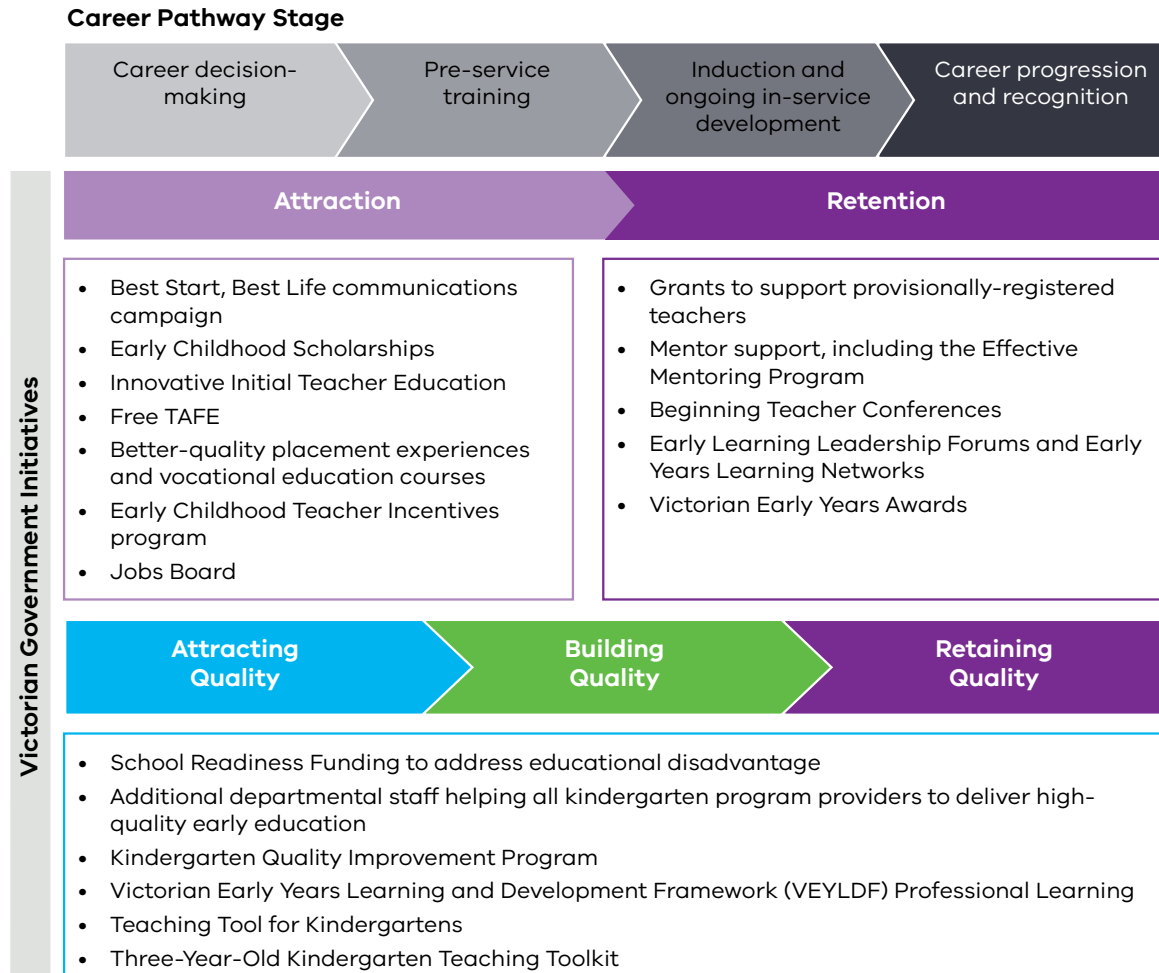 Career Pathway Stage
Career decision-
making
Pre-service
training
Induction and
ongoing in-service
development
Career progression
and recognition
Victorian Government Initiatives
Attraction
Retention
• Best Start, Best Life communications
campaign
• Early Childhood Scholarships
• Innovative Initial Teacher Education
• Free TAFE
• Better-quality placement experiences
and vocational education courses
• Early Childhood Teacher Incentives
program
• Jobs Board
• Grants to support provisionally-registered
teachers
• Mentor support, including the Effective
Mentoring Program
• Beginning Teacher Conferences
• Early Learning Leadership Forums and Early
Years Learning Networks
• Victorian Early Years Awards
Attracting
Quality
Building
Quality
Retaining
Quality
• School Readiness Funding to address educational disadvantage
• Additional departmental staff helping all kindergarten program providers to deliver high-
quality early education
• Kindergarten Quality Improvement Program
• Victorian Early Years Learning and Development Framework (VEYLDF) Professional Learning
• Teaching Tool for Kindergartens
• Three-Year-Old Kindergarten Teaching Toolkit